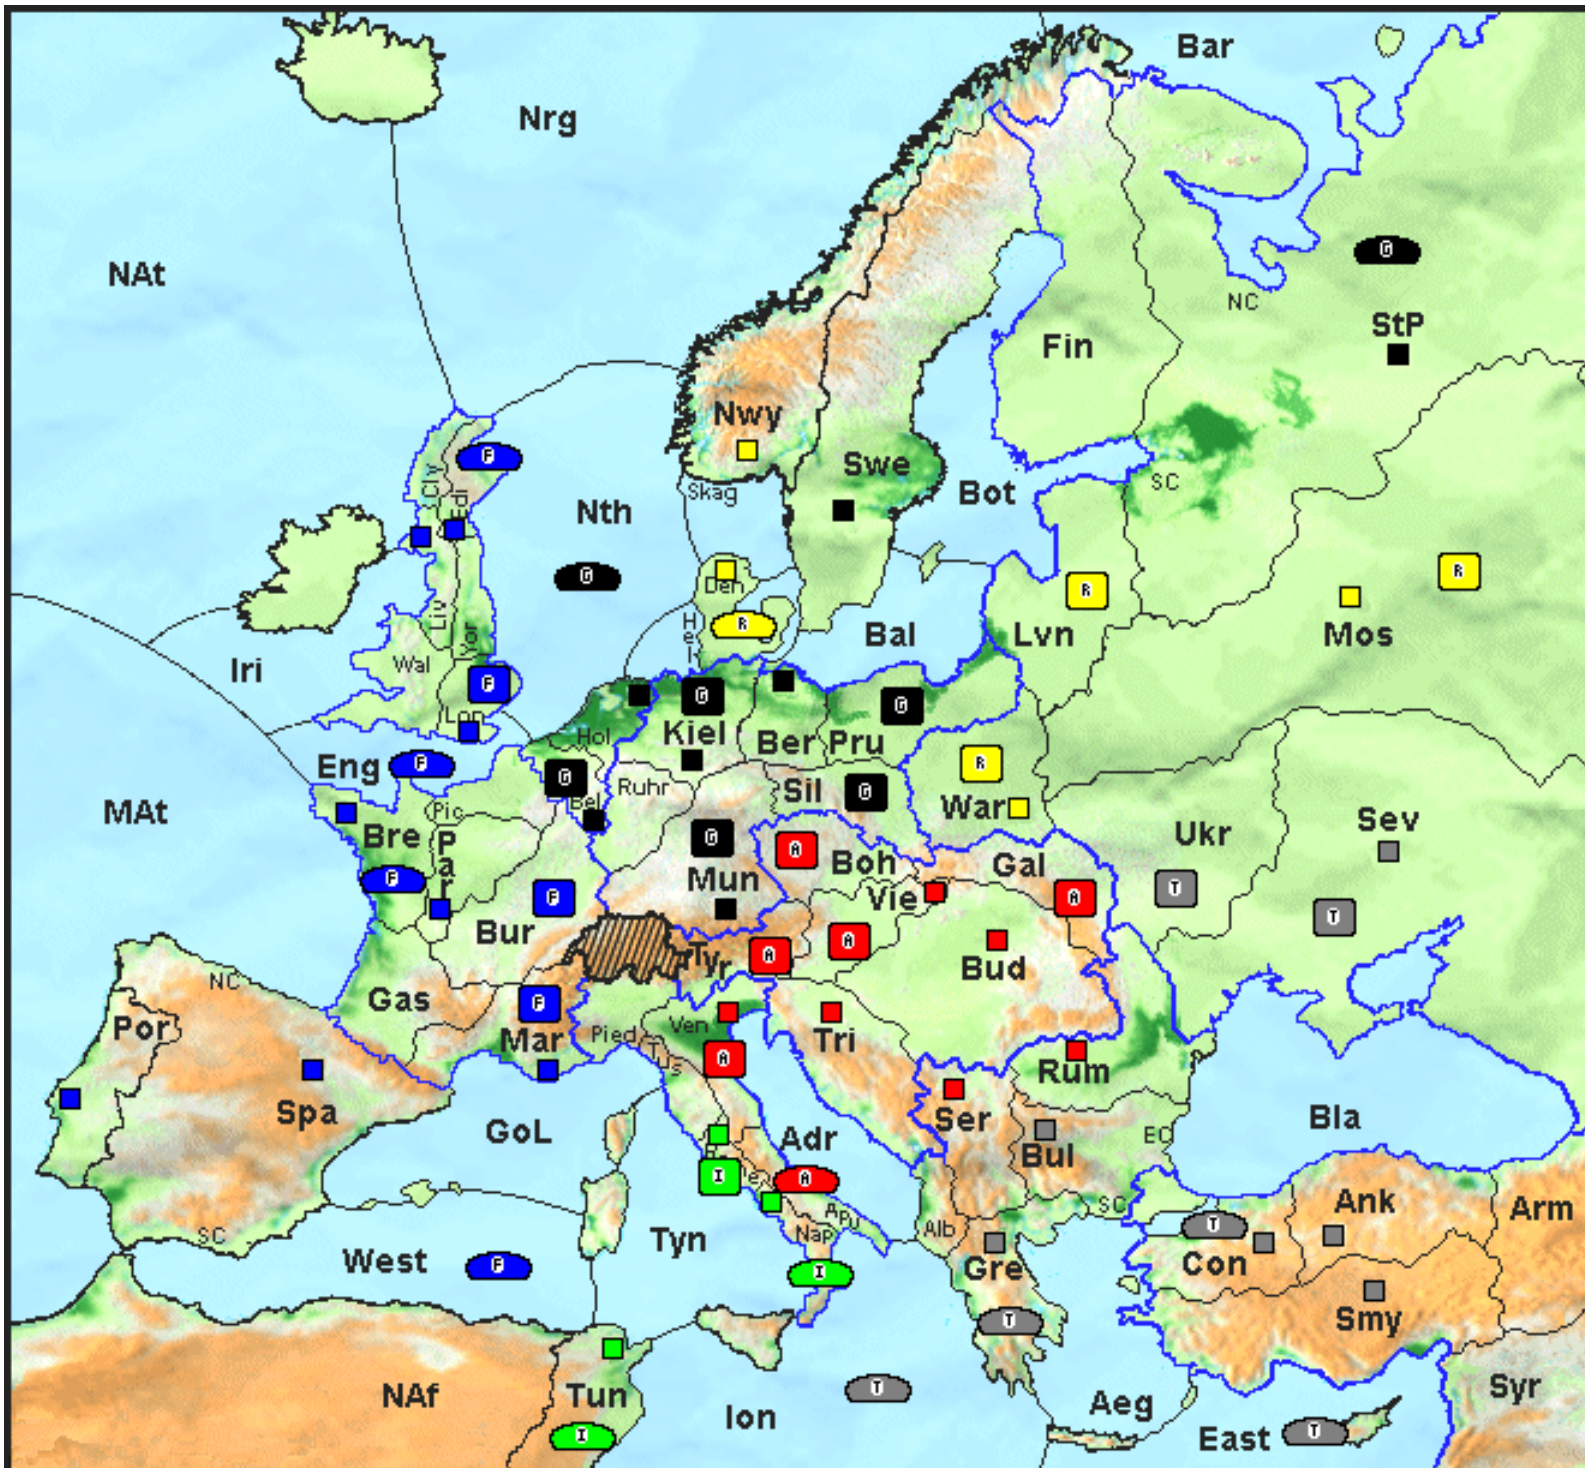 Bar
Nrg
G
NAt
NC
StP
Fin
Nwy
Cly
F
Swe
SC
Skag
Bot
Edl
Nth
G
Den
R
R
Liv
Yor
R
Hel
Bal
Lvn
Mos
Wal
Iri
F
G
G
Lon
Hol
Kiel
Ber
Pru
Eng
F
G
R
Ruhr
Sil
G
War
MAt
Pic
Bel
Sev
Bre
Par
G
A
Boh
Gal
Ukr
F
F
Mun
Vie
A
T
T
Bur
A
A
Tyr
Bud
NC
Gas
F
Por
Mar
Pied
Ven
Tri
Tus
A
Rum
Spa
Ser
GoL
Adr
Bul
EC
Bla
I
A
Apu
Ank
Arm
SC
SC
T
Alb
Nap
Tyn
West
F
I
Gre
Con
T
Smy
NAf
Tun
T
Ion
Aeg
Syr
I
T
East